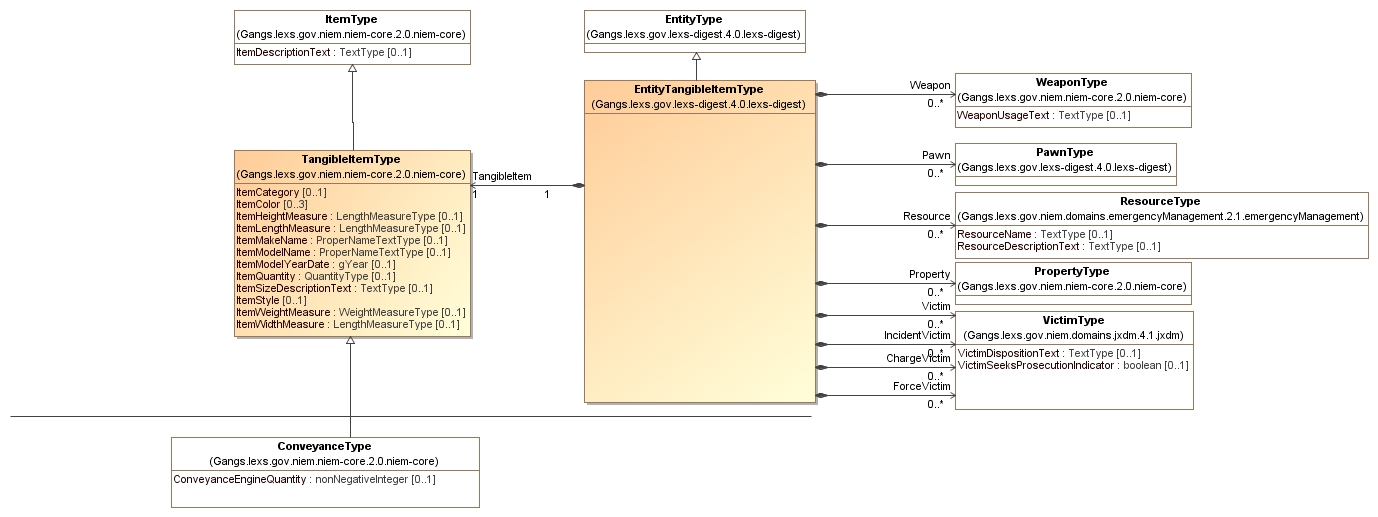 ItemType
(Gangs.lexs.gov.niem.niem-core.2.0.niem-core)
ItemDescriptionText : TextType [0..1]
EntityType
(Gangs.lexs.gov.lexs-digest.4.0.lexs-digest)
EntityTangibleItemType
(Gangs.lexs.gov.lexs-digest.4.0.lexs-digest)
TangibleItemType
(Gangs.lexs.gov.niem.niem-core.2.0.niem-core)
ItemCategory [0..1]
ItemColor [0..3]
ItemHeightMeasure : LengthMeasureType [0..1]
ItemLengthMeasure : LengthMeasureType [0..1]
ItemMakeName : ProperNameTextType [0..1]
ItemModelName : ProperNameTextType [0..1]
ItemModelYearDate : gYear [0..1]
ItemQuantity : QuantityType [0..1]
ItemSizeDescriptionText : TextType [0..1]
ItemStyle [0..1]
ItemWeightMeasure : WeightMeasureType [0..1]
ItemWidthMeasure : LengthMeasureType [0..1]
TangibleItem
1
1
Weapon
0..*
WeaponType
(Gangs.lexs.gov.niem.niem-core.2.0.niem-core)
WeaponUsageText : TextType [0..1]
Pawn
0..*
PawnType
(Gangs.lexs.gov.lexs-digest.4.0.lexs-digest)
Resource
0..*
ResourceType
(Gangs.lexs.gov.niem.domains.emergencyManagement.2.1.emergencyManagement)
ResourceName : TextType [0..1]
ResourceDescriptionText : TextType [0..1]
Property
0..*
PropertyType
(Gangs.lexs.gov.niem.niem-core.2.0.niem-core)
Victim
0..*
IncidentVictim
0..*
ChargeVictim
0..*
ForceVictim
0..*
VictimType
(Gangs.lexs.gov.niem.domains.jxdm.4.1.jxdm)
VictimDispositionText : TextType [0..1]
VictimSeeksProsecutionIndicator : boolean [0..1]
ConveyanceType
(Gangs.lexs.gov.niem.niem-core.2.0.niem-core)
ConveyanceEngineQuantity : nonNegativeInteger [0..1]